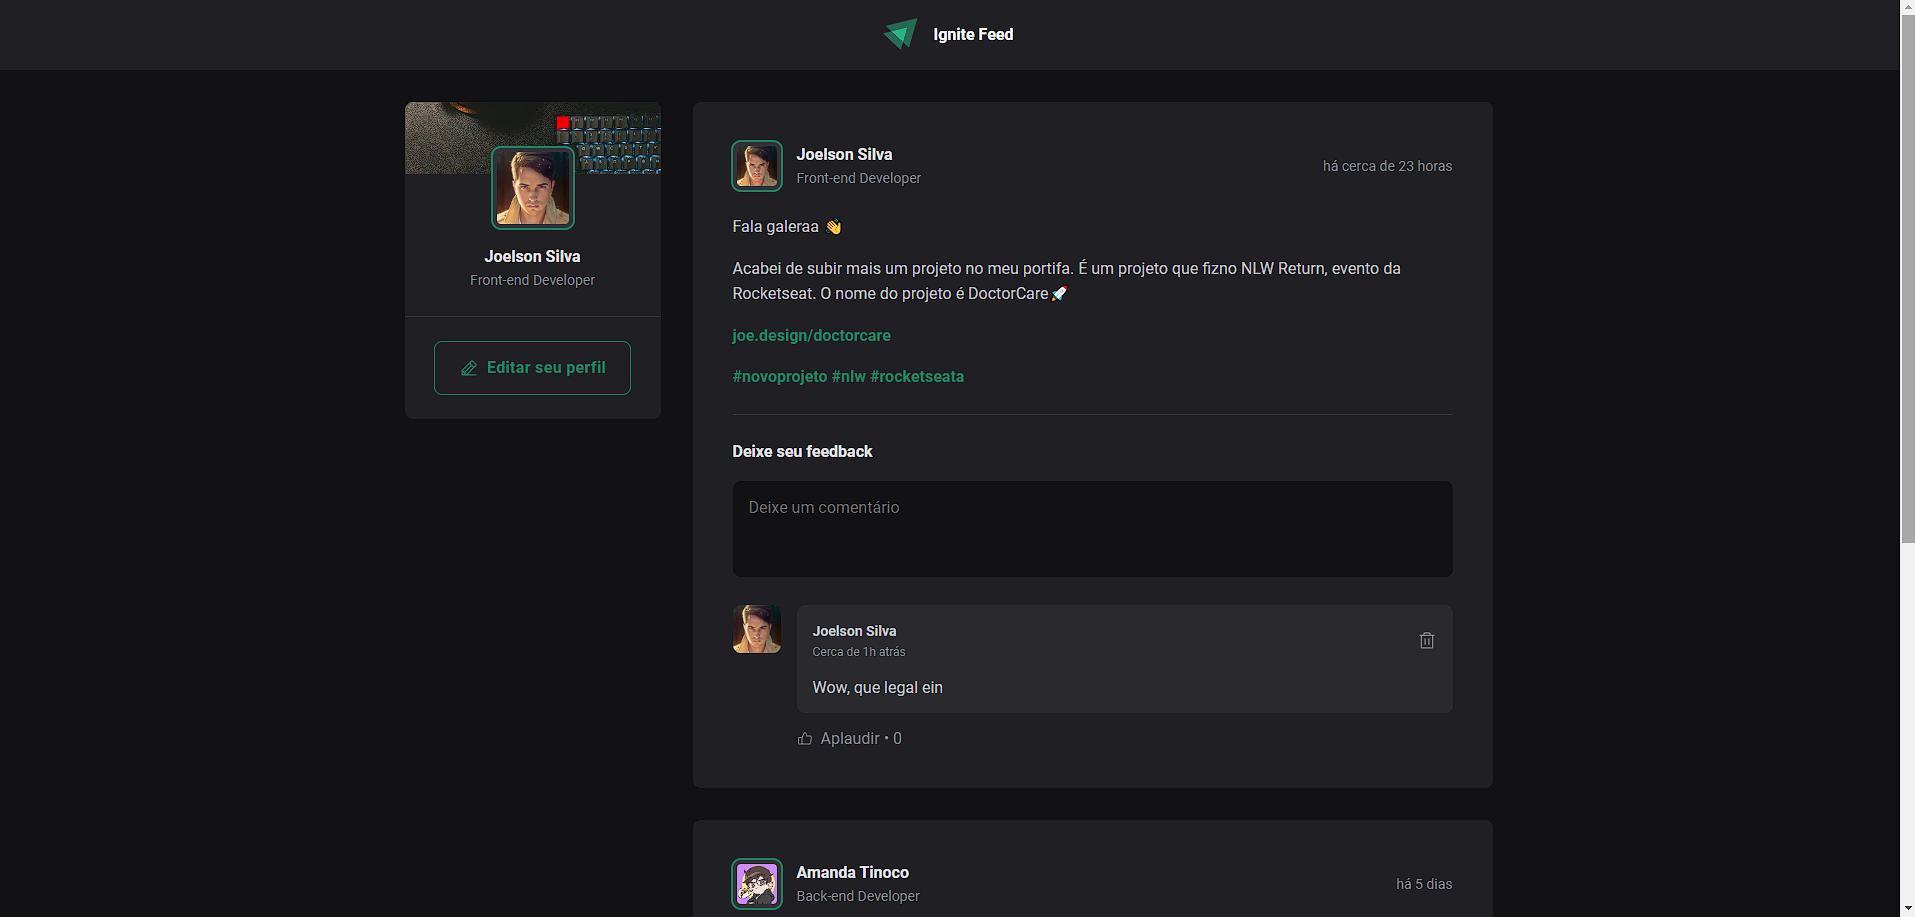 Ignite Feed
Joelson Silva
Front-end Developer
Editar seu perfil
Joelson Silva
Front-end Developer
há cerca de 23 horas
Fala galeraa 👋
Acabei de subir mais um projeto no meu portifa. É um projeto que fizno NLW Return, evento da
Rocketseat. O nome do projeto é DoctorCare🚀
joe.design/doctorcare
#novoprojeto #nlw #rocketseata
Deixe seu feedback
Deixe um comentário
Joelson Silva
Cerca de 1h atrás
Wow, que legal ein
Aplaudir • 0
Amanda Tinoco
Back-end Developer
há 5 dias